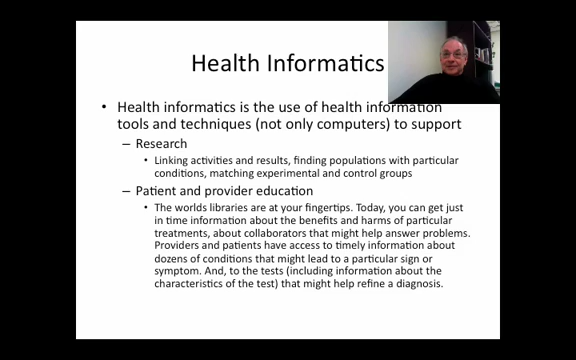 Health Informatics
• Health informatics is the use of health information
tools and techniques (not only computers) to support
– Research
• Linking activities and results, finding populations with particular
conditions, matching experimental and control groups
– Patient and provider education
• The worlds libraries are at your fingertips. Today, you can get just
in time information about the benefits and harms of particular
treatments, about collaborators that might help answer problems.
Providers and patients have access to timely information about
dozens of conditions that might lead to a particular sign or
symptom. And, to the tests (including information about the
characteristics of the test) that might help refine a diagnosis.